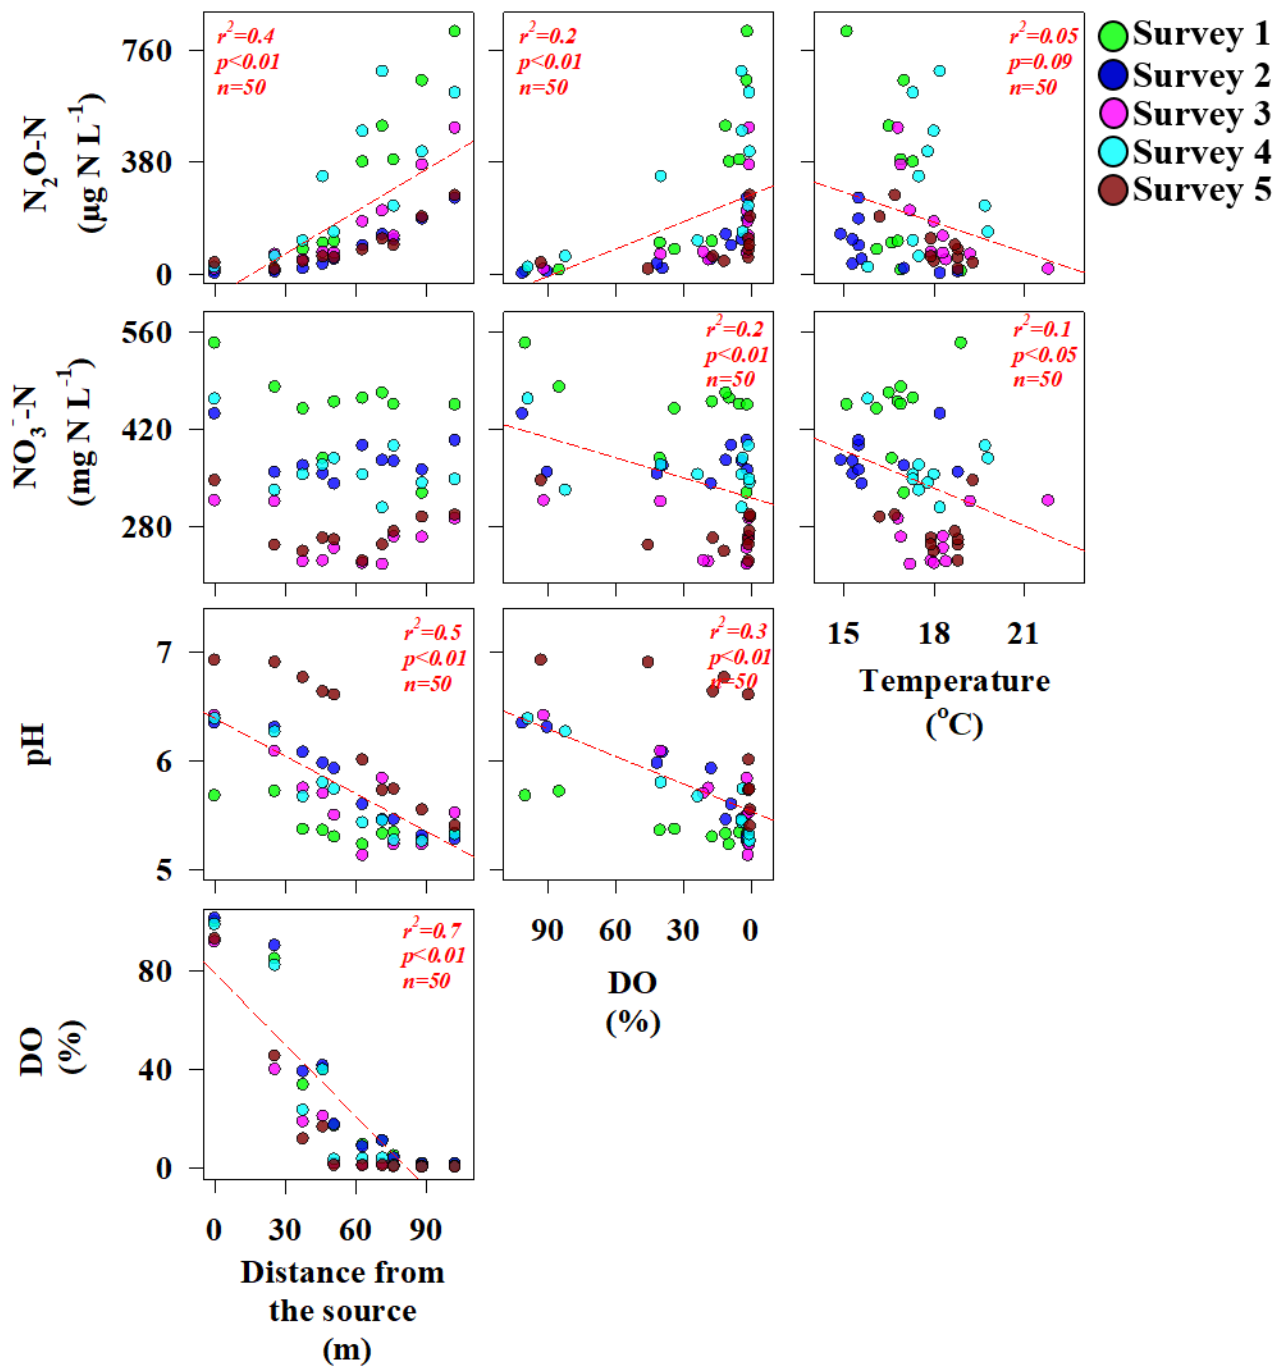 r²=0.4
p<0.01
n=50
r²=0.2
p<0.01
n=50
r²=0.05
p=0.09
n=50
Survey 1
Survey 2
Survey 3
Survey 4
Survey 5
N₂O-N
(µg N L⁻¹)
760
380
0
NO₃⁻-N
(mg N L⁻¹)
560
420
280
r²=0.2
p<0.01
n=50
r²=0.1
p<0.05
n=50
15 18 21
Temperature
(°C)
pH
7
6
5
r²=0.5
p<0.01
n=50
r²=0.3
p<0.01
n=50
90 60 30 0
DO
(%)
DO
(%)
80
40
0
r²=0.7
p<0.01
n=50
0 30 60 90
Distance from
the source
(m)